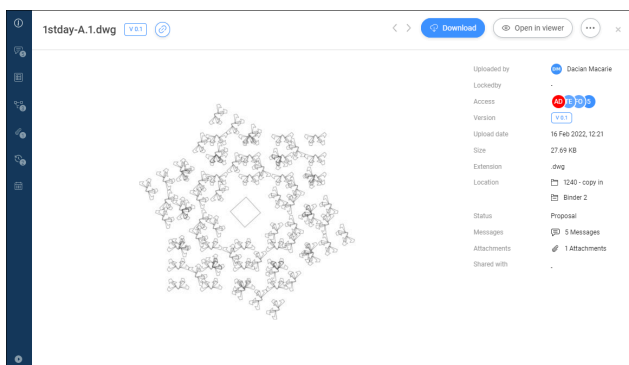 1stday-A.1.dwg V 0.1
Download
Open in viewer
Uploaded by DM Dacian Macarie
Lockedby -
Access AD TE FO 6
Version V 0.1
Upload date 16 Feb 2022, 12:21
Size 27.69 KB
Extension .dwg
Location 1240 - copy in
Binder 2
Status Proposal
Messages 5 Messages
Attachments 1 Attachments
Shared with -